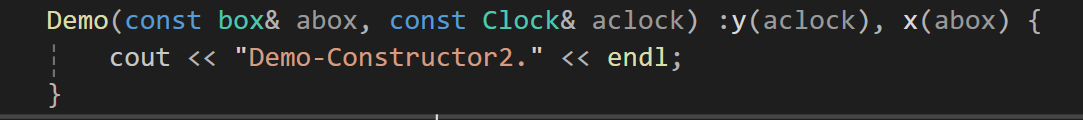 Demo(const box& abox, const Clock& aclock) :y(aclock), x(abox) {
cout << "Demo-Constructor2." << endl;
}